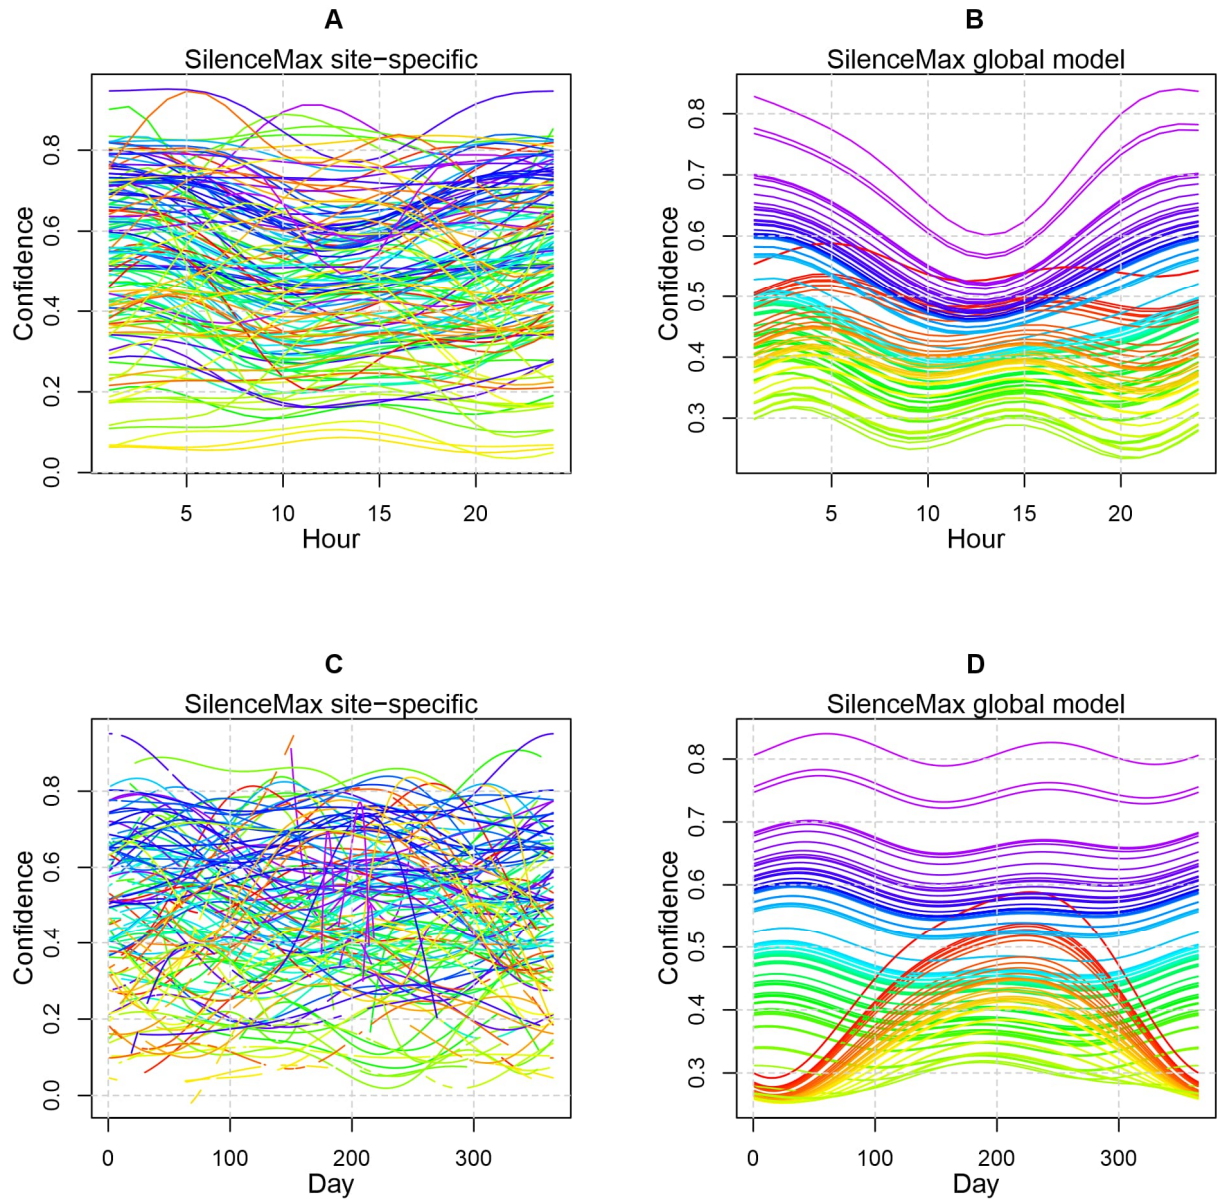 A
SilenceMax site−specific
Confidence
0.0 0.2 0.4 0.6 0.8
5 10 15 20
Hour
B
SilenceMax global model
Confidence
0.3 0.4 0.5 0.6 0.7 0.8
5 10 15 20
Hour
C
SilenceMax site−specific
Confidence
0.0 0.2 0.4 0.6 0.8
0 100 200 300
Day
D
SilenceMax global model
Confidence
0.3 0.4 0.5 0.6 0.7 0.8
0 100 200 300
Day